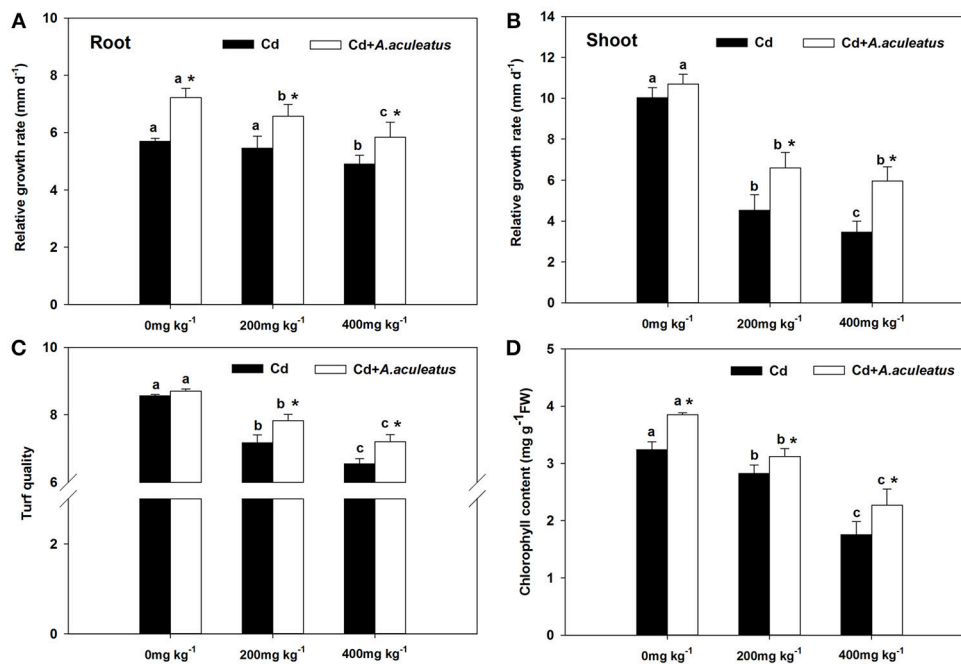 A
Root
Cd
Cd+A.aculeatus
Relative growth rate (mm d⁻¹)
10
8
6
4
2
0
a
a *
a
b *
b
c *
0mg kg⁻¹
200mg kg⁻¹
400mg kg⁻¹
B
Shoot
Cd
Cd+A.aculeatus
Relative growth rate (mm d⁻¹)
14
12
10
8
6
4
2
0
a
a
b
b *
c
b *
0mg kg⁻¹
200mg kg⁻¹
400mg kg⁻¹
C
Cd
Cd+A.aculeatus
Turf quality
10
8
6
2
0
a
a
b
b *
c
c *
0mg kg⁻¹
200mg kg⁻¹
400mg kg⁻¹
D
Cd
Cd+A.aculeatus
Chlorophyll content (mg g⁻¹FW)
5
4
3
2
1
0
a
a *
b
b *
c
c *
0mg kg⁻¹
200mg kg⁻¹
400mg kg⁻¹